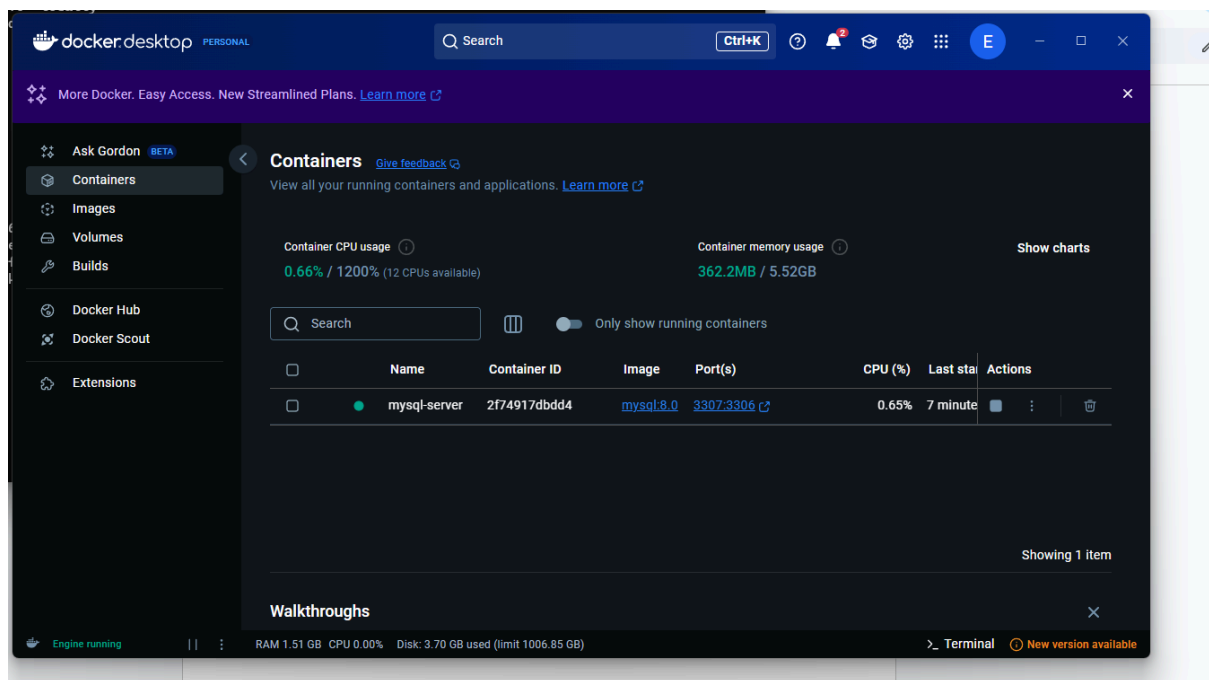 docker.desktop PERSONAL
Search
Ctrl+K
2
E
More Docker. Easy Access. New Streamlined Plans. Learn more
Ask Gordon BETA
Containers
Images
Volumes
Builds
Docker Hub
Docker Scout
Extensions
Containers Give feedback
View all your running containers and applications. Learn more
Container CPU usage
0.66% / 1200% (12 CPUs available)
Container memory usage
362.2MB / 5.52GB
Show charts
Search
Only show running containers
Name Container ID Image Port(s) CPU (%) Last sta Actions
mysql-server 2f74917dbdd4 mysql:8.0 3307:3306 0.65% 7 minute
Showing 1 item
Walkthroughs
Engine running
RAM 1.51 GB CPU 0.00% Disk: 3.70 GB used (limit 1006.85 GB)
>_ Terminal
New version available